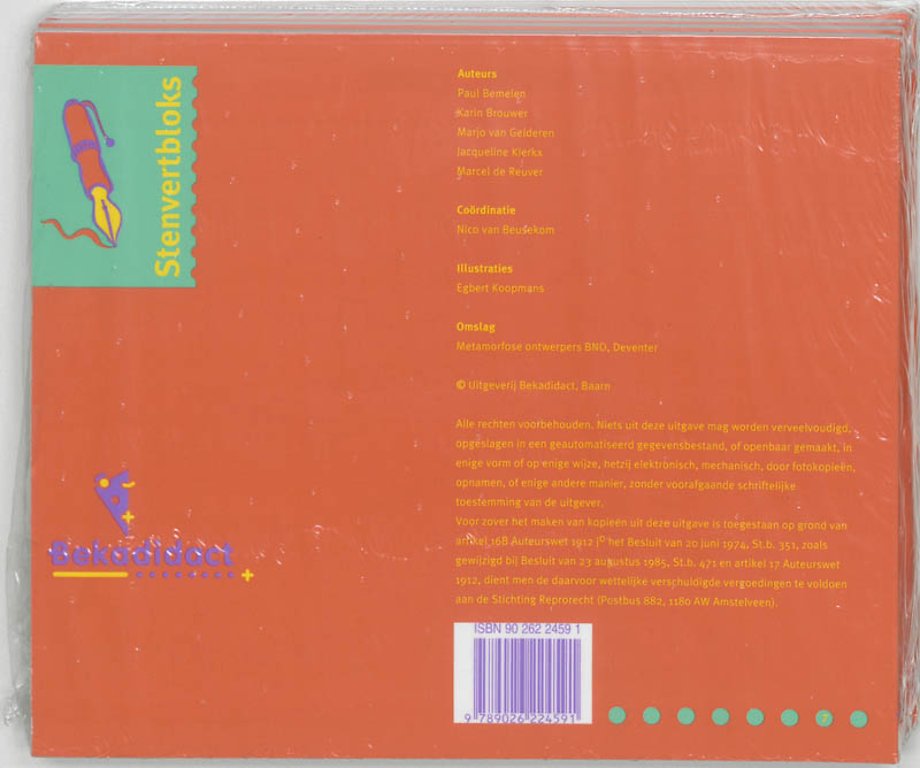 Stenvertbloks
Auteurs
Paul Bemelen
Karin Brouwer
Marjo van Gelderen
Jacqueline Kierkx
Marcel de Reuver
Coördinatie
Nico van Beusekom
Illustraties
Egbert Koopmans
Omslag
Metamorfose ontwerpers BNO, Deventer
© Uitgeverij Bekadidact, Baarn
Alle rechten voorbehouden. Niets uit deze uitgave mag worden verveelvoudigd,
opgeslagen in een geautomatiseerd gegevensbestand, of openbaar gemaakt, in
enige vorm of op enige wijze, hetzij elektronisch, mechanisch, door fotokopieën,
opnamen, of enige andere manier, zonder voorafgaande schriftelijke
toestemming van de uitgever.
Voor zover het maken van kopieën uit deze uitgave is toegestaan op grond van
artikel 16B Auteurswet 1912 jº het Besluit van 20 juni 1974, St.b. 351, zoals
gewijzigd bij Besluit van 23 augustus 1985, St.b. 471 en artikel 17 Auteurswet
1912, dient men de daarvoor wettelijke verschuldigde vergoedingen te voldoen
aan de Stichting Reprorecht (Postbus 882, 1180 AW Amstelveen).
Bekadidact
ISBN 90 262 2459 1
9 789026 224591
7